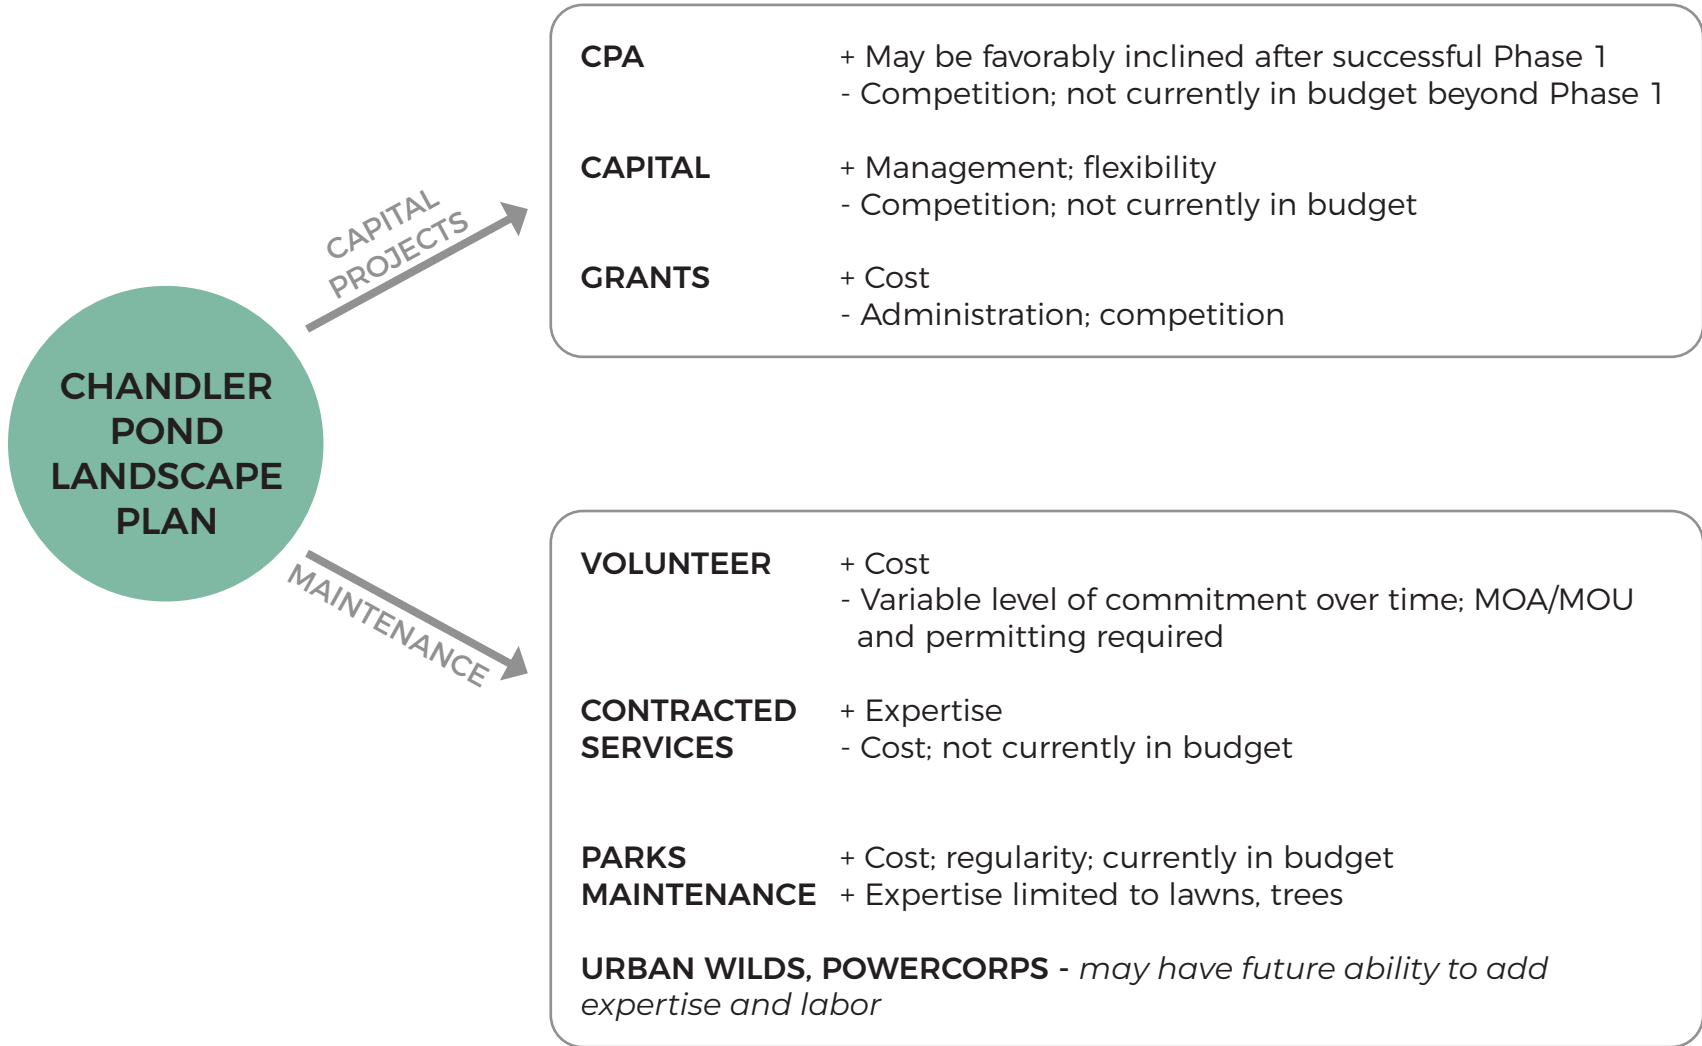 CHANDLER
POND
LANDSCAPE
PLAN
CAPITAL
PROJECTS
CPA + May be favorably inclined after successful Phase 1
- Competition; not currently in budget beyond Phase 1
CAPITAL + Management; flexibility
- Competition; not currently in budget
GRANTS + Cost
- Administration; competition
MAINTENANCE
VOLUNTEER + Cost
- Variable level of commitment over time; MOA/MOU
and permitting required
CONTRACTED + Expertise
SERVICES - Cost; not currently in budget
PARKS + Cost; regularity; currently in budget
MAINTENANCE + Expertise limited to lawns, trees
URBAN WILDS, POWERCORPS - may have future ability to add
expertise and labor